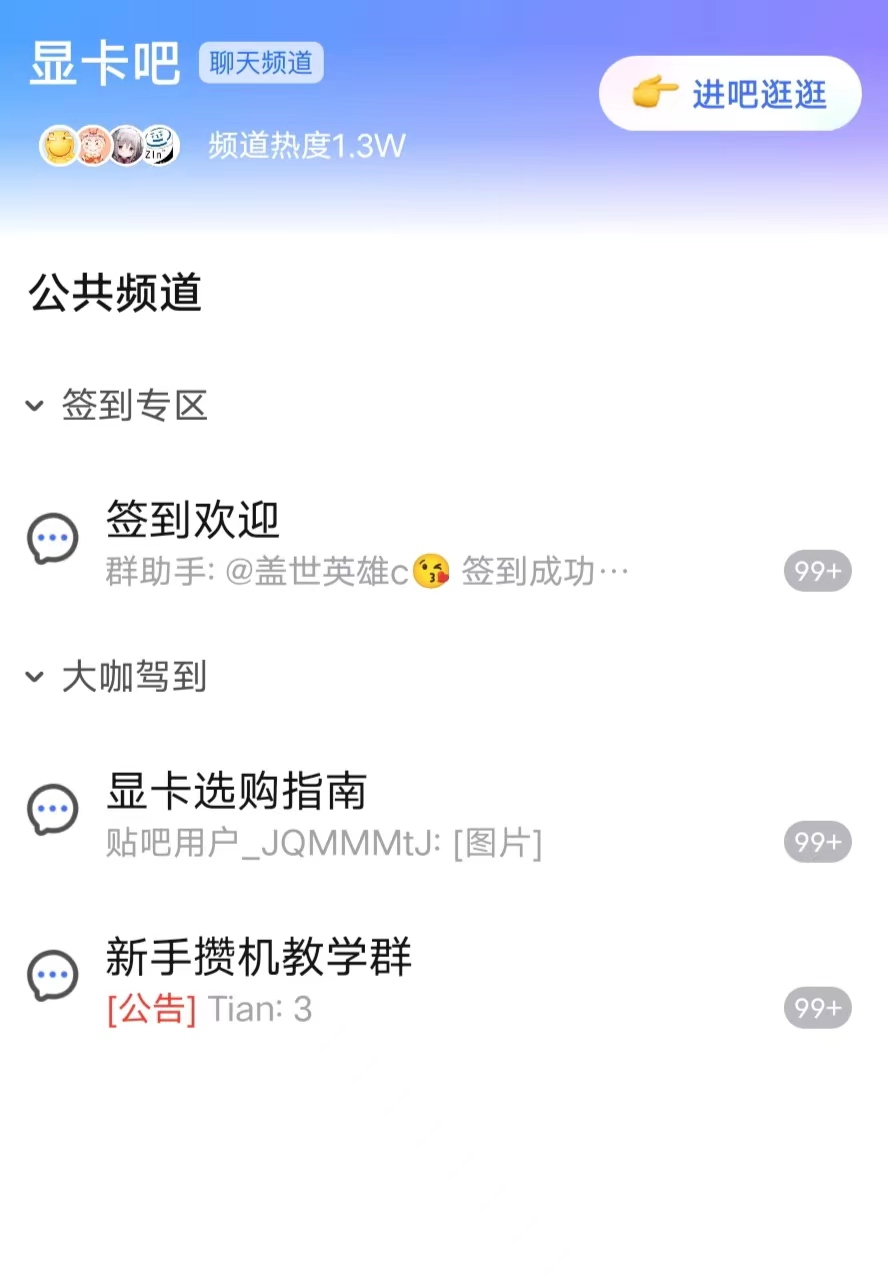 显卡吧 聊天频道
👉 进吧逛逛
ZIn
频道热度1.3W
公共频道
签到专区
签到欢迎
群助手: @盖世英雄c😘 签到成功… 99+
大咖驾到
显卡选购指南
贴吧用户_JQMMMtJ: [图片] 99+
新手攒机教学群
[公告] Tian: 3 99+